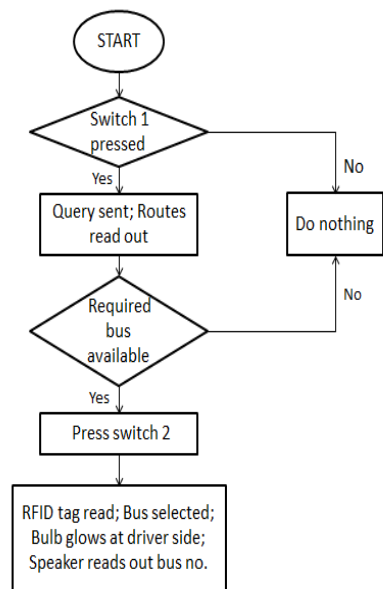 START
Switch 1
pressed
No
Yes
Query sent; Routes
read out
Do nothing
Required
bus
available
No
Yes
Press switch 2
RFID tag read; Bus selected;
Bulb glows at driver side;
Speaker reads out bus no.